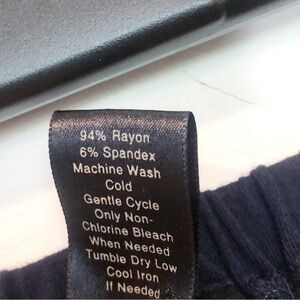 94% Rayon
6% Spandex
Machine Wash
Cold
Gentle Cycle
Only Non-
Chlorine Bleach
When Needed
Tumble Dry Low
Cool Iron
If Needed